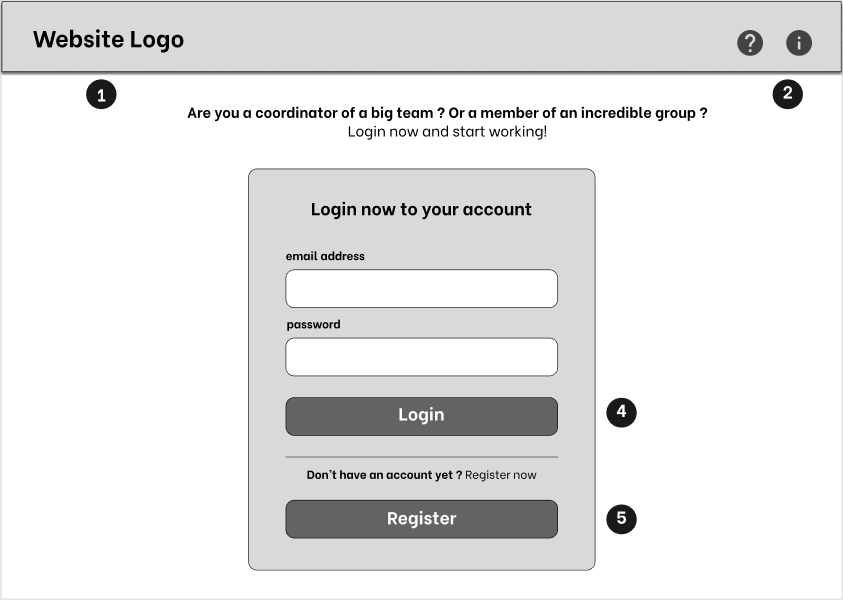 Website Logo
?
i
1
2
Are you a coordinator of a big team ? Or a member of an incredible group ?
Login now and start working!
Login now to your account
email address
password
Login
4
Don't have an account yet ? Register now
Register
5